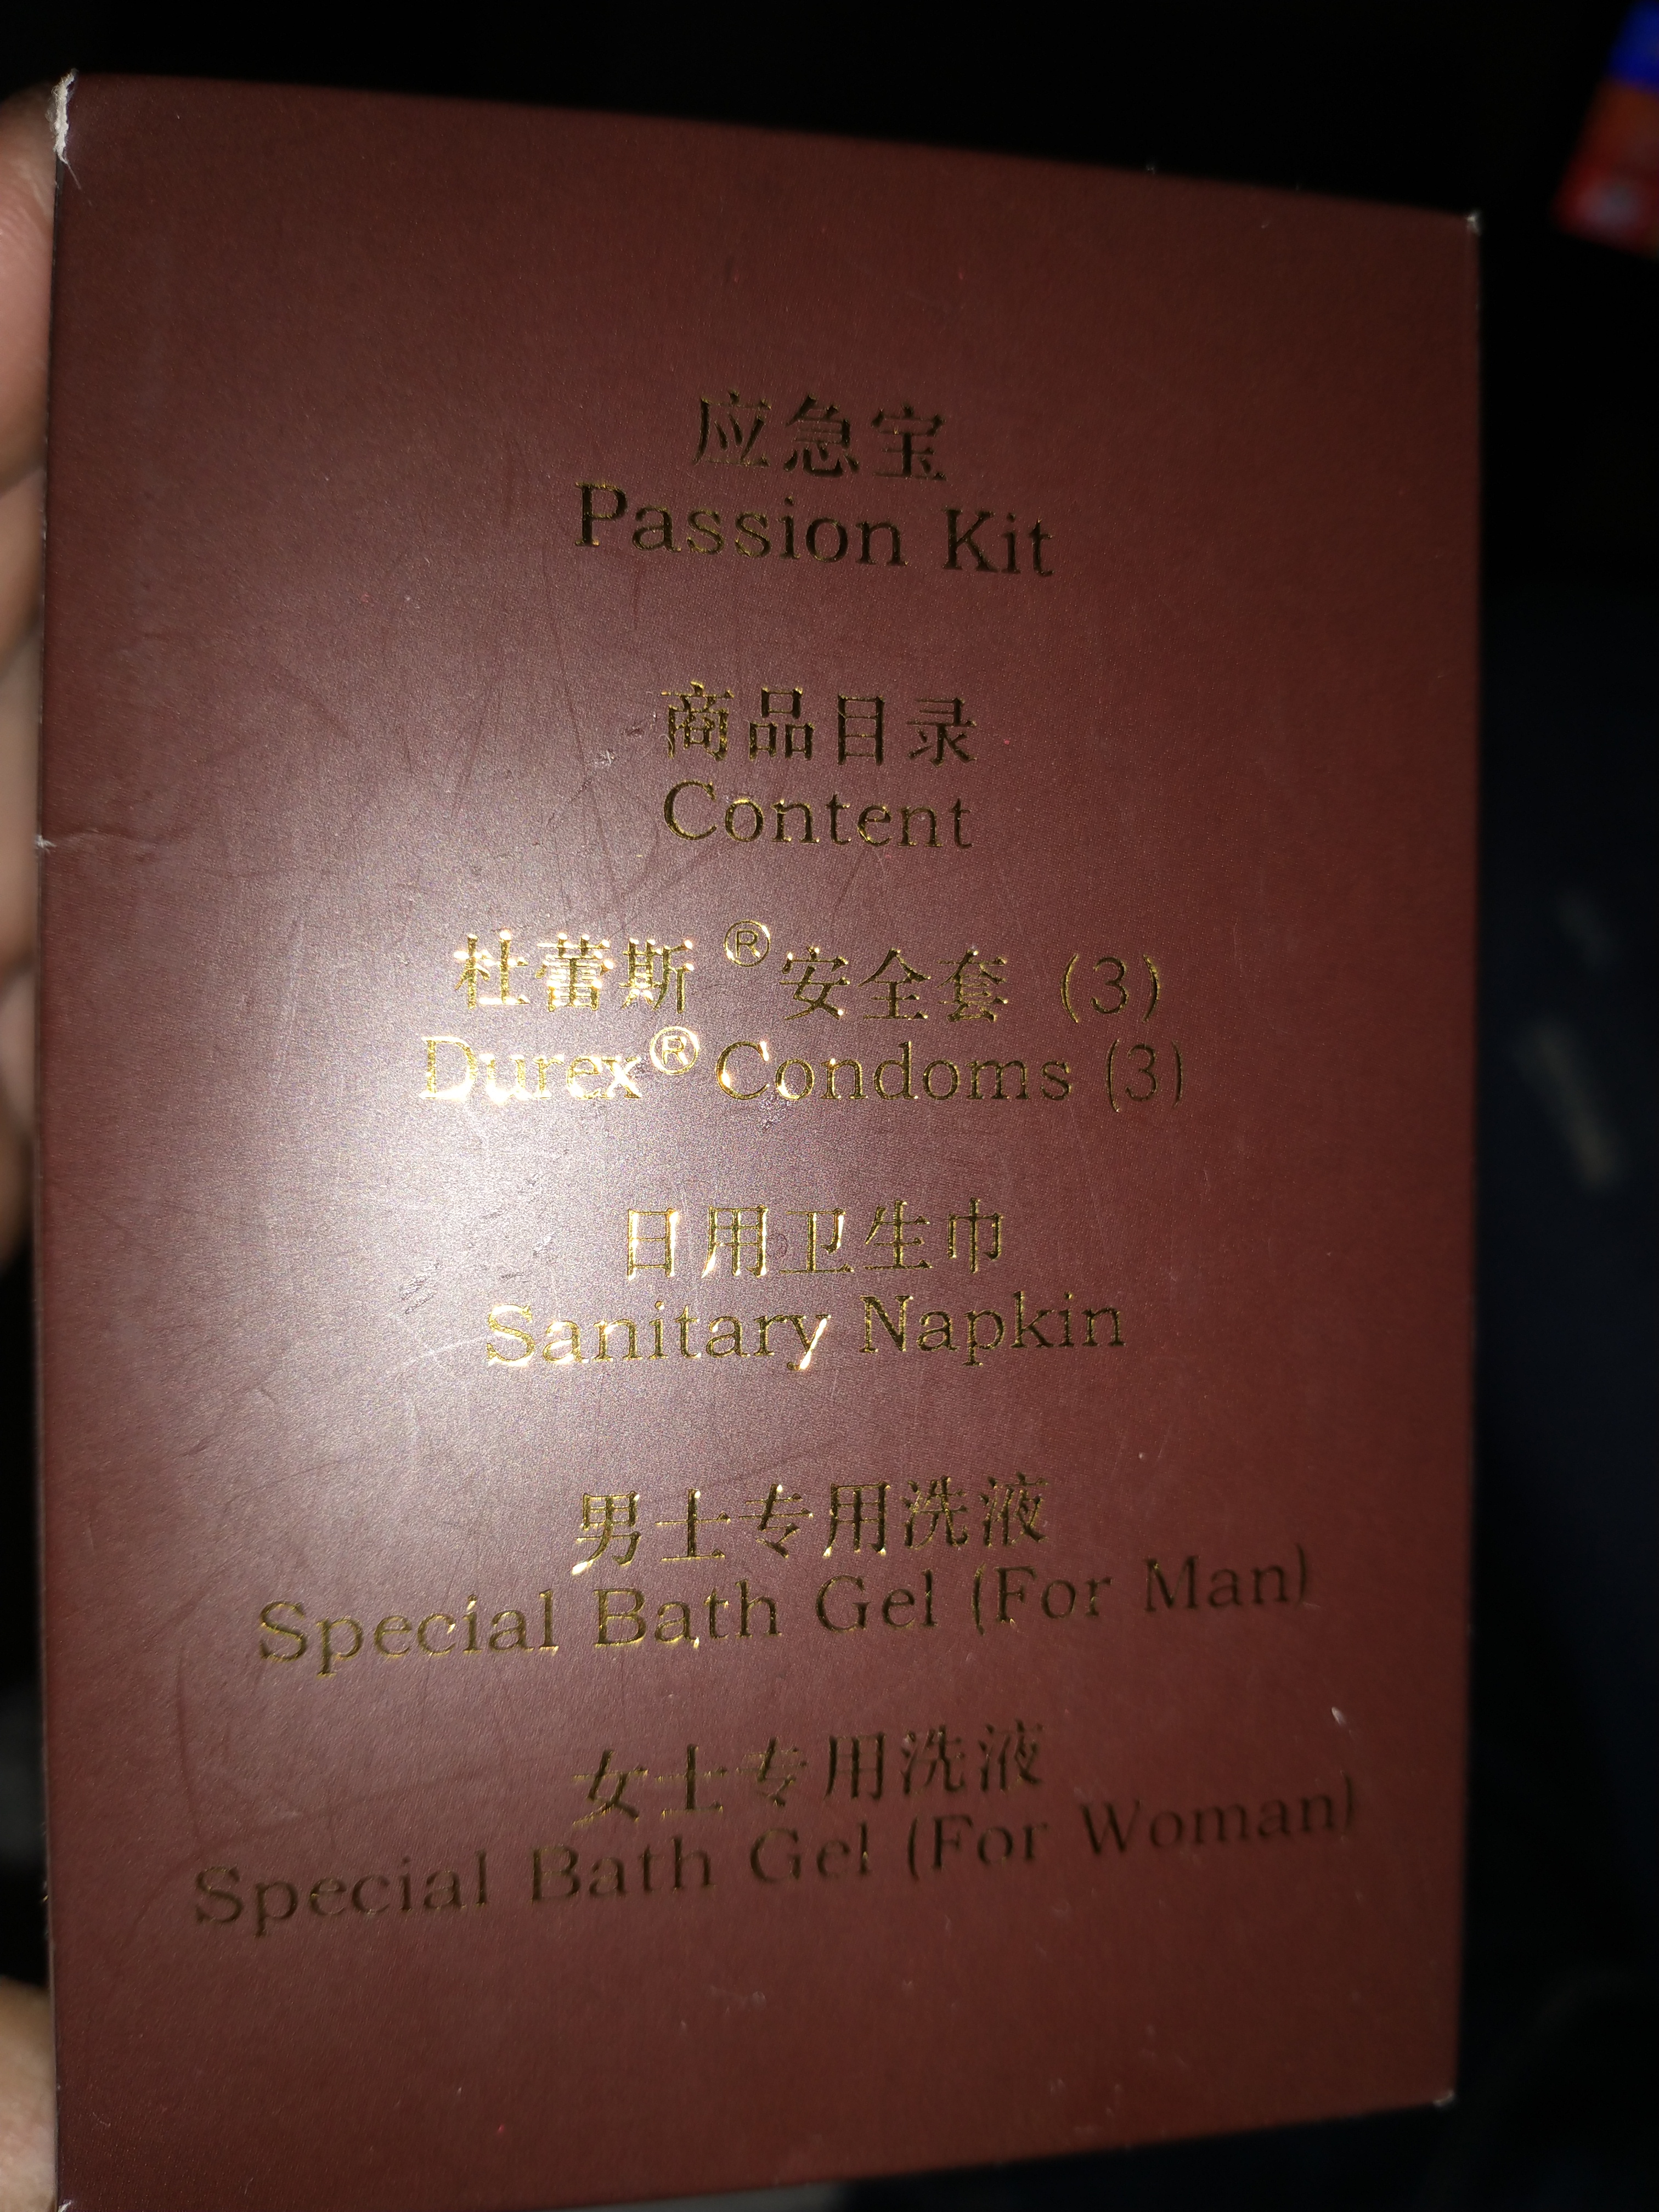 应急宝
Passion Kit
商品目录
Content
杜蕾斯®安全套 (3)
Durex® Condoms (3)
日用卫生巾
Sanitary Napkin
男士专用洗液
Special Bath Gel (For Man)
女士专用洗液
Special Bath Gel (For Woman)